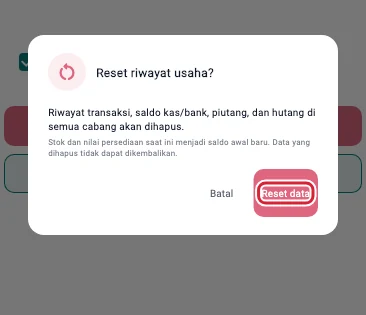 Reset riwayat usaha?
Riwayat transaksi, saldo kas/bank, piutang, dan hutang di
semua cabang akan dihapus.
Stok dan nilai persediaan saat ini menjadi saldo awal baru. Data yang
dihapus tidak dapat dikembalikan.
Batal
Reset data